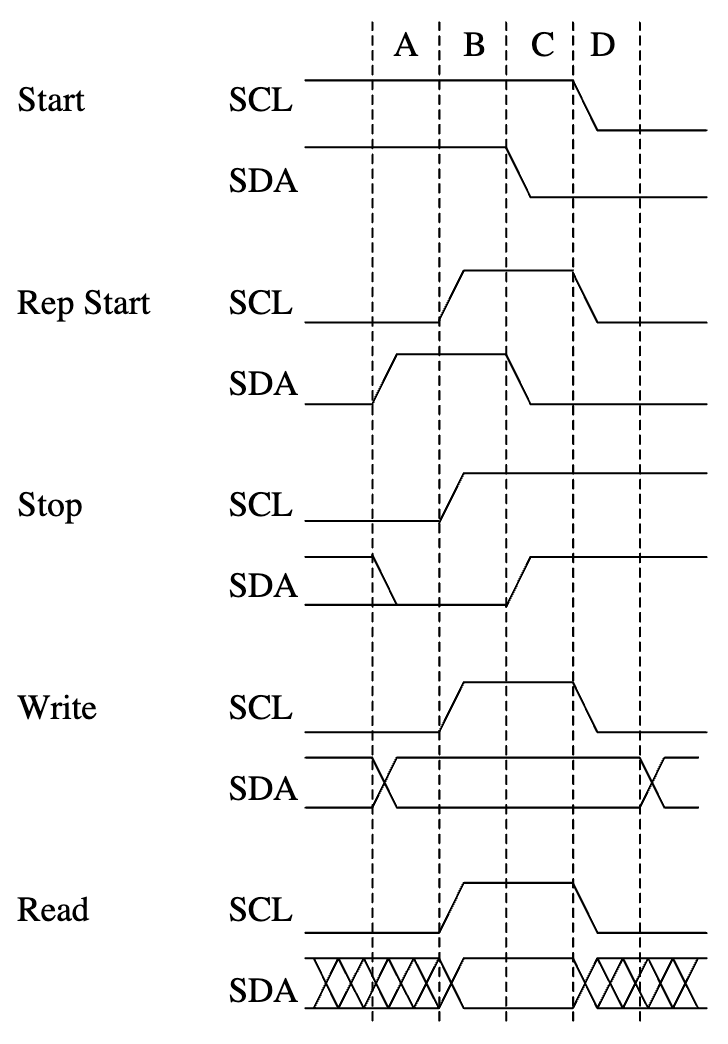 A B C D
Start SCL
SDA
Rep Start SCL
SDA
Stop SCL
SDA
Write SCL
SDA
Read SCL
SDA